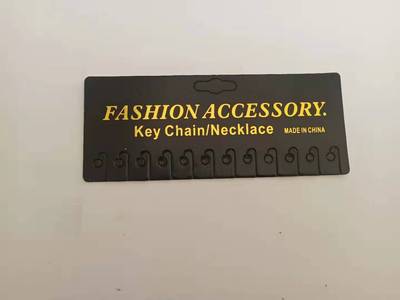 FASHION ACCESSORY.
Key Chain/Necklace MADE IN CHINA